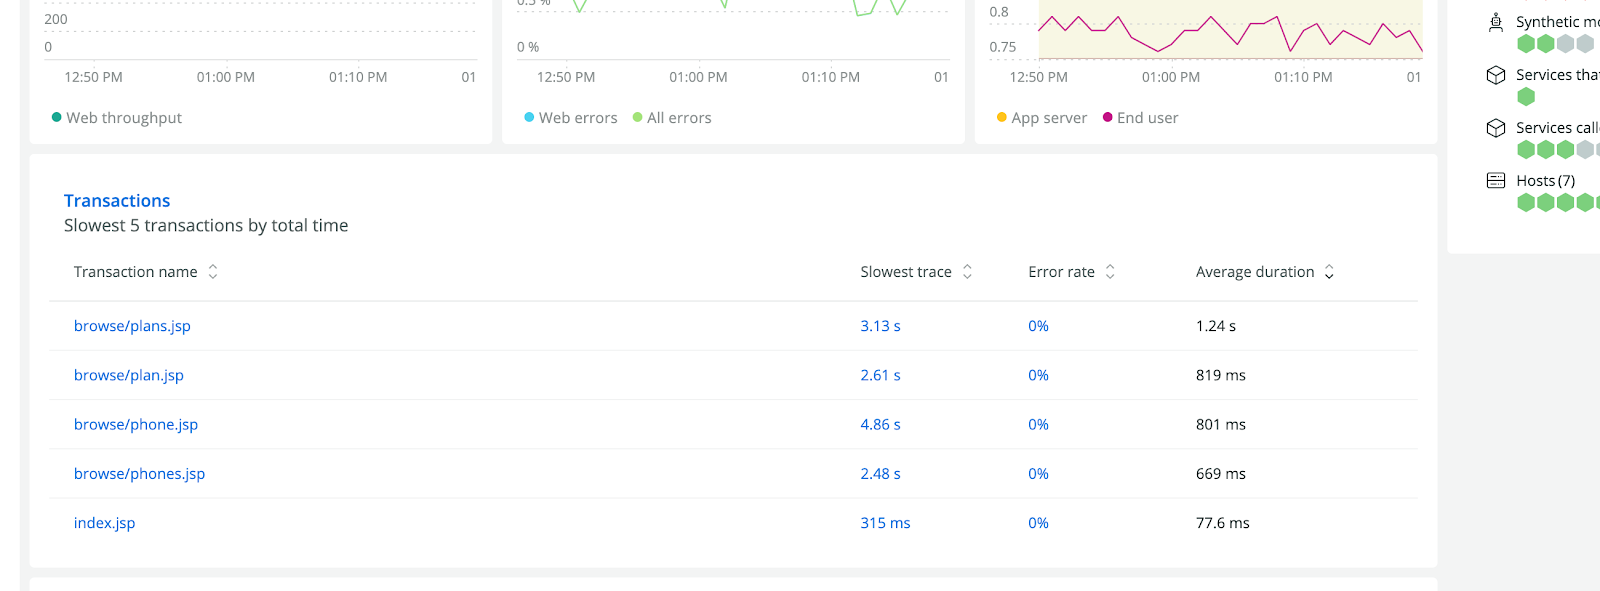 200
0
12:50 PM 01:00 PM 01:10 PM 01
Web throughput
0 %
12:50 PM 01:00 PM 01:10 PM 01
Web errors All errors
0.8
0.75
12:50 PM 01:00 PM 01:10 PM 01
App server End user
Transactions
Slowest 5 transactions by total time
Transaction name Slowest trace Error rate Average duration
browse/plans.jsp 3.13 s 0% 1.24 s
browse/plan.jsp 2.61 s 0% 819 ms
browse/phone.jsp 4.86 s 0% 801 ms
browse/phones.jsp 2.48 s 0% 669 ms
index.jsp 315 ms 0% 77.6 ms
Synthetic mo
Services tha
Services call
Hosts (7)